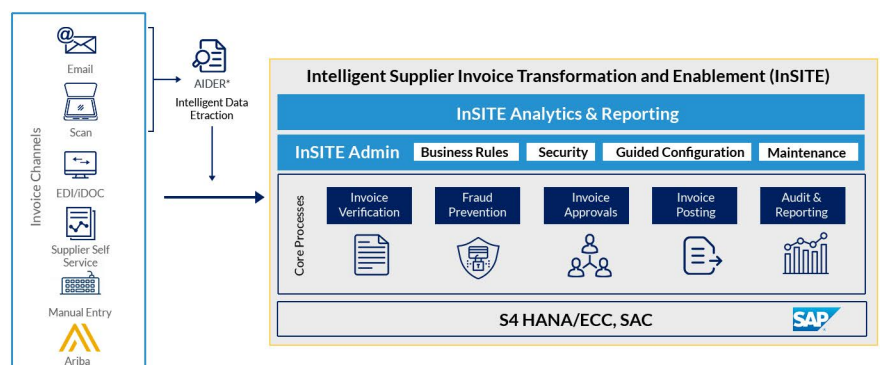 Invoice Channels
Email
Scan
EDI/iDOC
Supplier Self
Service
Manual Entry
Ariba
AIDER*
Intelligent Data
Etraction
Intelligent Supplier Invoice Transformation and Enablement (InSITE)
InSITE Analytics & Reporting
InSITE Admin
Business Rules
Security
Guided Configuration
Maintenance
Core Processes
Invoice
Verification
Fraud
Prevention
Invoice
Approvals
Invoice
Posting
Audit &
Reporting
S4 HANA/ECC, SAC
SAP